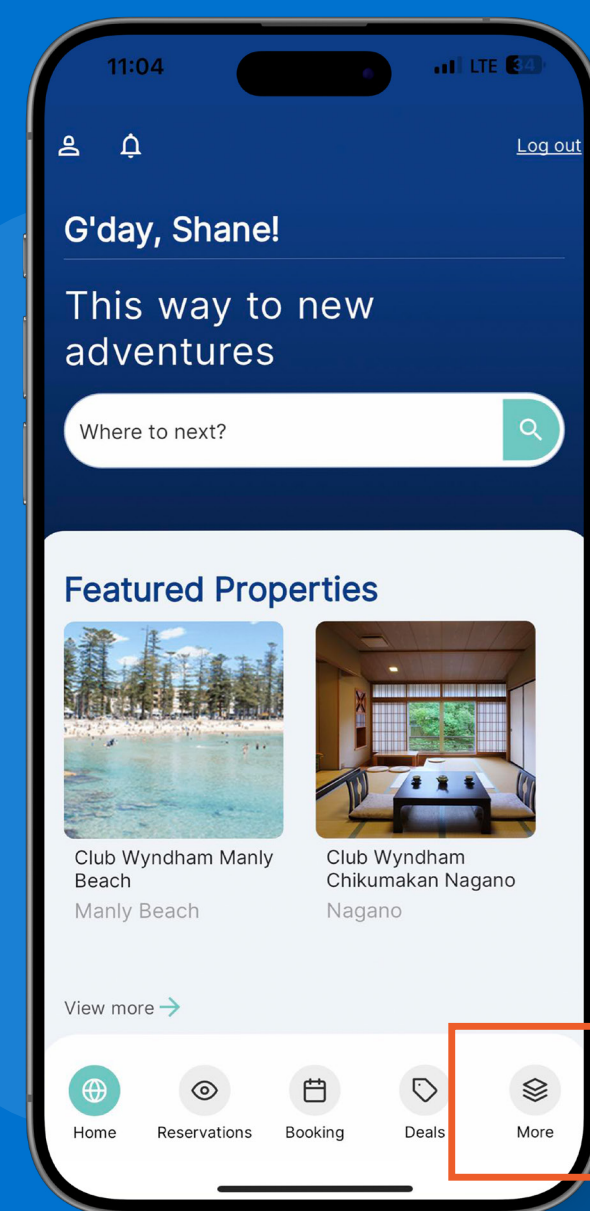 11:04 LTE 34
Log out
G'day, Shane!
This way to new
adventures
Where to next?
Featured Properties
Club Wyndham Manly
Beach
Manly Beach
Club Wyndham
Chikumakan Nagano
Nagano
View more
Home Reservations Booking Deals More